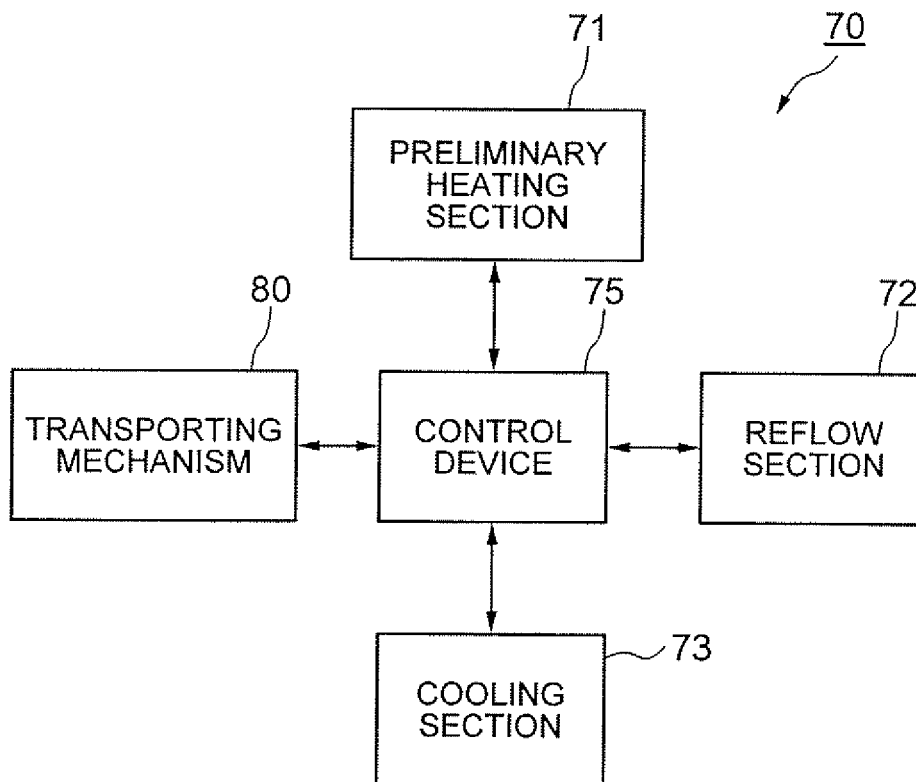 70
71
PRELIMINARY
HEATING
SECTION
80
TRANSPORTING
MECHANISM
75
CONTROL
DEVICE
72
REFLOW
SECTION
73
COOLING
SECTION